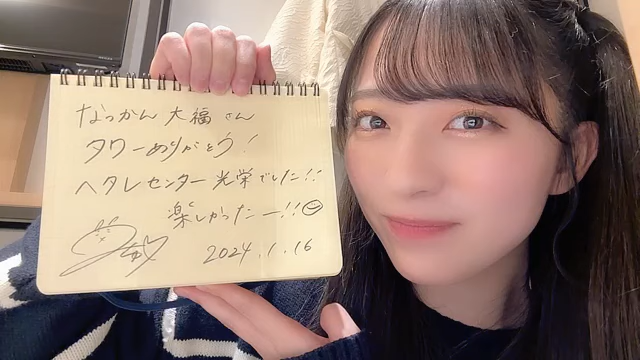 なっかん大福さん
タワーありがとう!
ヘタレセンター光栄でした!!
楽しかったー!!
2024.1.16